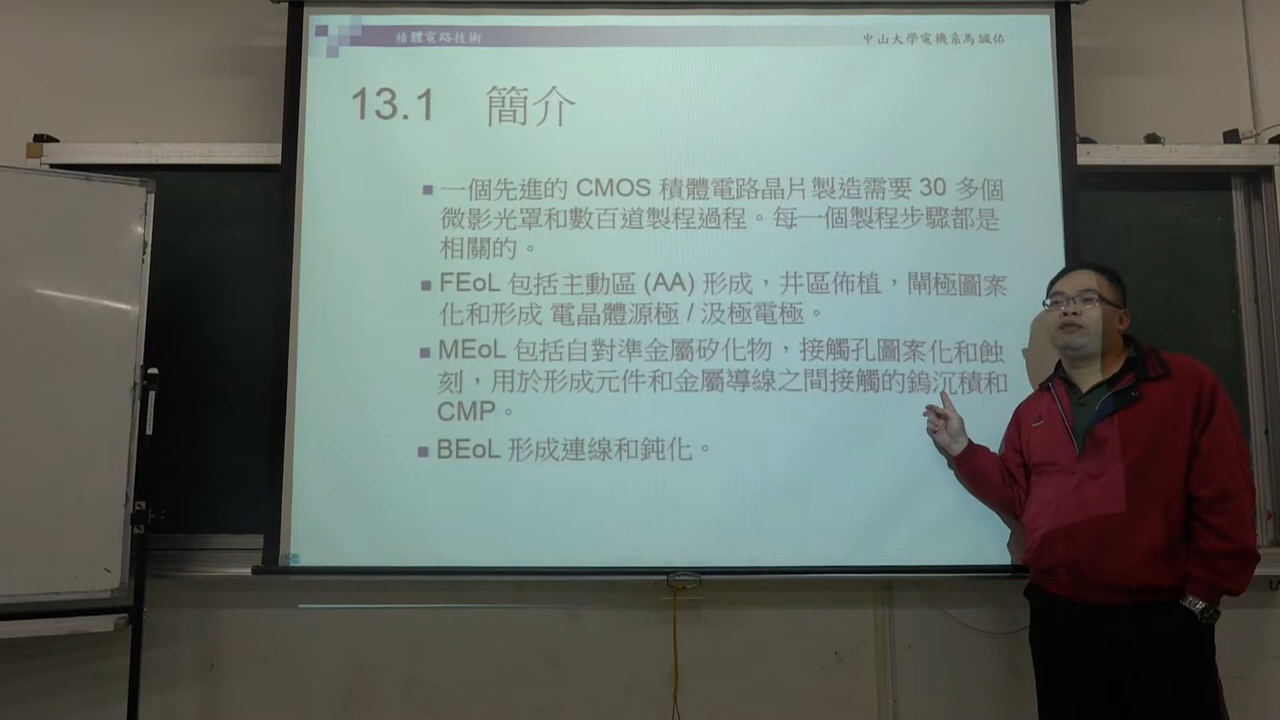 積體電路技術
中山大學電機系馬誠佑
13.1 簡介
一個先進的 CMOS 積體電路晶片製造需要 30 多個
微影光罩和數百道製程過程。每一個製程步驟都是
相關的。
FEoL 包括主動區 (AA) 形成，井區佈植，閘極圖案
化和形成 電晶體源極 / 汲極電極。
MEoL 包括自對準金屬矽化物，接觸孔圖案化和蝕
刻，用於形成元件和金屬導線之間接觸的鎢沉積和
CMP。
BEoL 形成連線和鈍化。